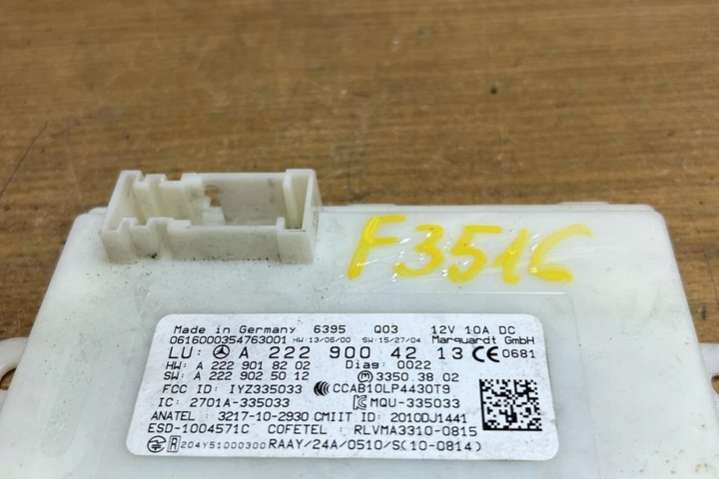 F3516
Made in Germany 6395 Q03 12V 10A DC
0616000354763001 HW:13/06/00 SW:15/27/04 Marquardt GmbH
LU: A 222 900 42 13 CE 0681
HW: A 222 901 82 02 Diag: 0022
SW: A 222 902 50 12 3350.38.02
FCC ID: IYZ335033 CCAB10LP4430T9
IC: 2701A-335033 MQU-335033
ANATEL : 3217-10-2930 CMIIT ID: 2010DJ1441
ESD-1004571C COFETEL : RLVMA3310-0815
R 204Y51000300 RAAY/24A/0510/S(10-0814)